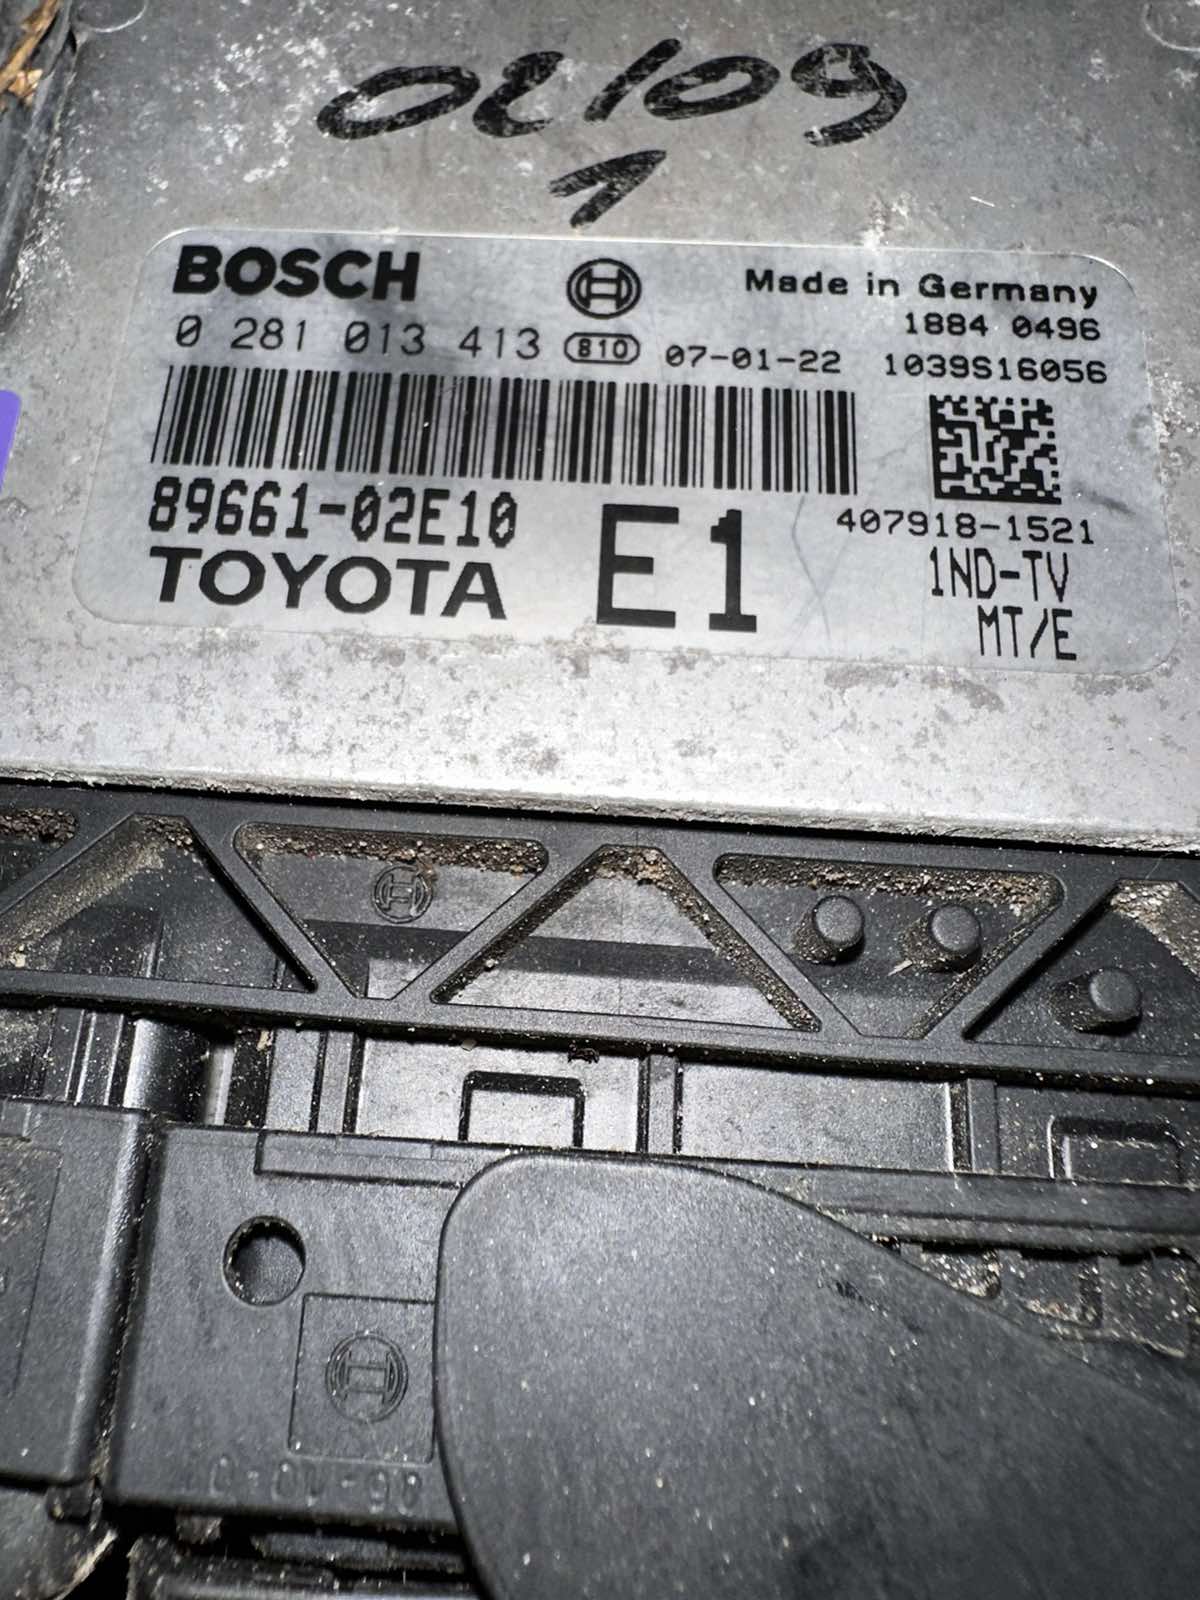 OL109
1
BOSCH
Made in Germany
1884 0496
0 281 013 413 810 07-01-22 1039S16056
89661-02E10
E1
407918-1521
TOYOTA
1ND-TV
MT/E